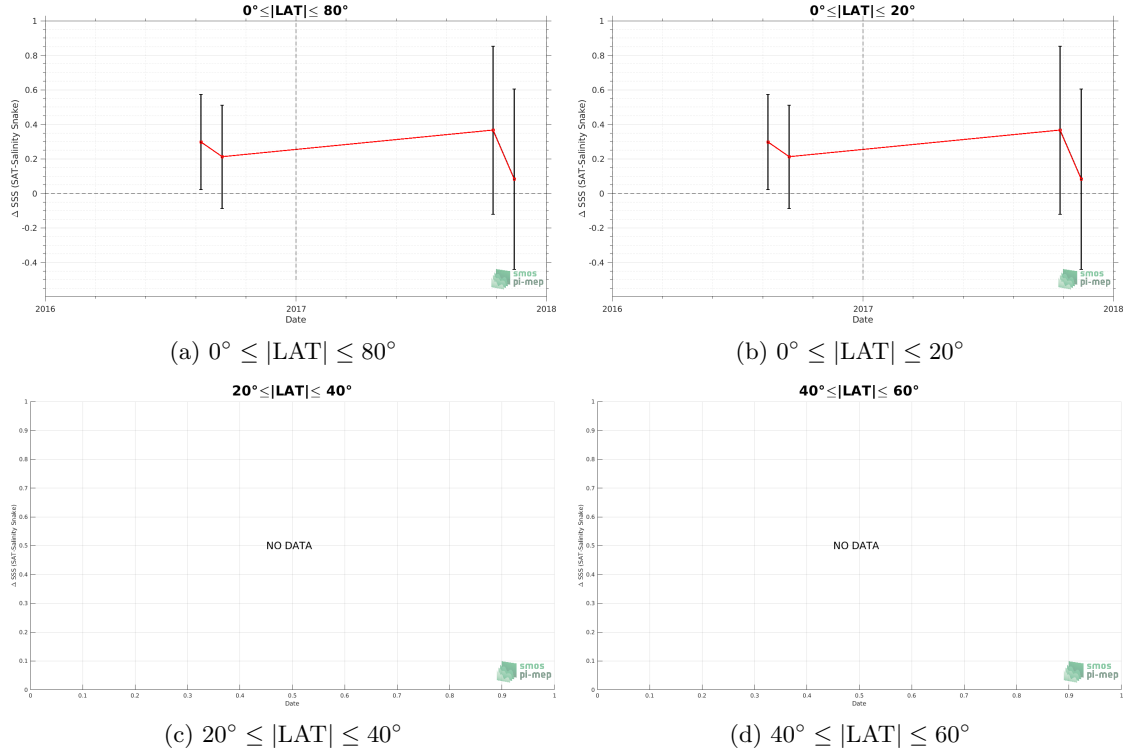 0°≤|LAT|≤ 80°
Δ SSS (SAT-Salinity Snake)
1
0.8
0.6
0.4
0.2
0
-0.2
-0.4
2016
2017
2018
Date
smos
pi-mep
(a) 0° ≤ |LAT| ≤ 80°
0°≤|LAT|≤ 20°
Δ SSS (SAT-Salinity Snake)
1
0.8
0.6
0.4
0.2
0
-0.2
-0.4
2016
2017
2018
Date
smos
pi-mep
(b) 0° ≤ |LAT| ≤ 20°
20°≤|LAT|≤ 40°
Δ SSS (SAT-Salinity Snake)
1
0.9
0.8
0.7
0.6
0.5
0.4
0.3
0.2
0.1
0
NO DATA
0
0.1
0.2
0.3
0.4
0.5
0.6
0.7
0.8
0.9
1
Date
smos
pi-mep
(c) 20° ≤ |LAT| ≤ 40°
40°≤|LAT|≤ 60°
Δ SSS (SAT-Salinity Snake)
1
0.9
0.8
0.7
0.6
0.5
0.4
0.3
0.2
0.1
0
NO DATA
0
0.1
0.2
0.3
0.4
0.5
0.6
0.7
0.8
0.9
1
Date
smos
pi-mep
(d) 40° ≤ |LAT| ≤ 60°